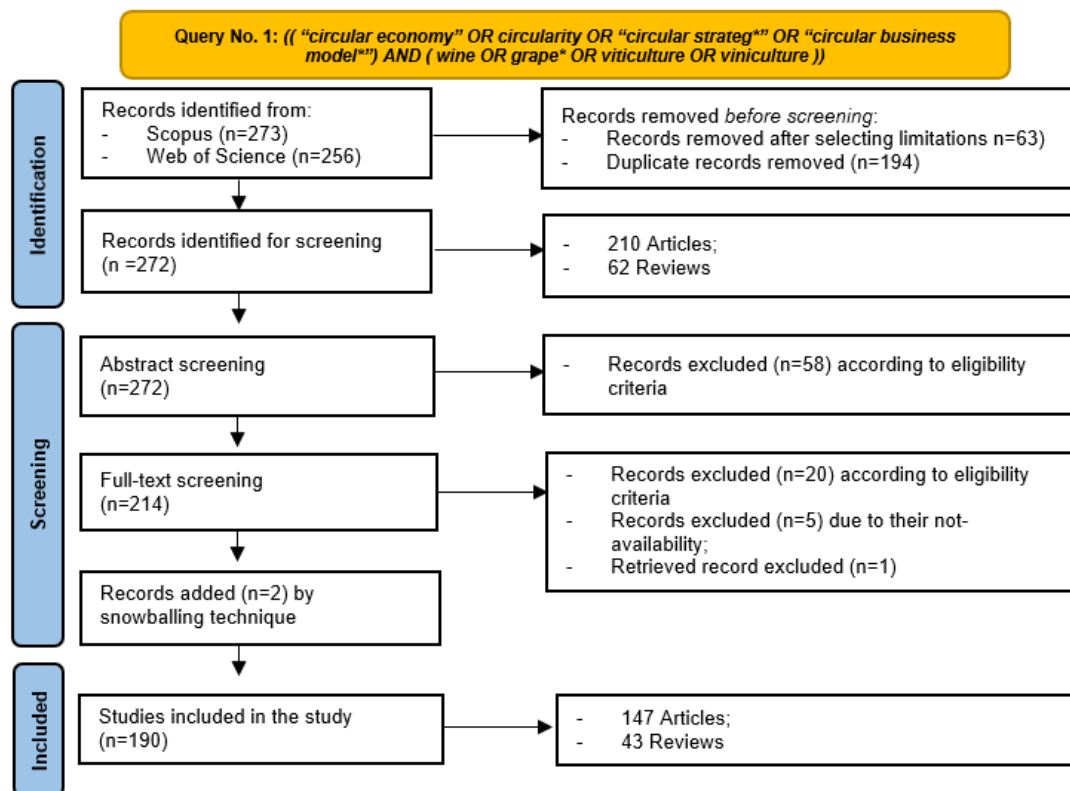 Query No. 1: (( “circular economy” OR circularity OR “circular strateg*” OR “circular business
model*”) AND ( wine OR grape* OR viticulture OR viniculture ))
Identification
Records identified from:
- Scopus (n=273)
- Web of Science (n=256)
Records removed before screening:
- Records removed after selecting limitations n=63)
- Duplicate records removed (n=194)
Records identified for screening
(n =272)
- 210 Articles;
- 62 Reviews
Screening
Abstract screening
(n=272)
- Records excluded (n=58) according to eligibility
criteria
Full-text screening
(n=214)
- Records excluded (n=20) according to eligibility
criteria
- Records excluded (n=5) due to their not-
availability;
- Retrieved record excluded (n=1)
Records added (n=2) by
snowballing technique
Included
Studies included in the study
(n=190)
- 147 Articles;
- 43 Reviews